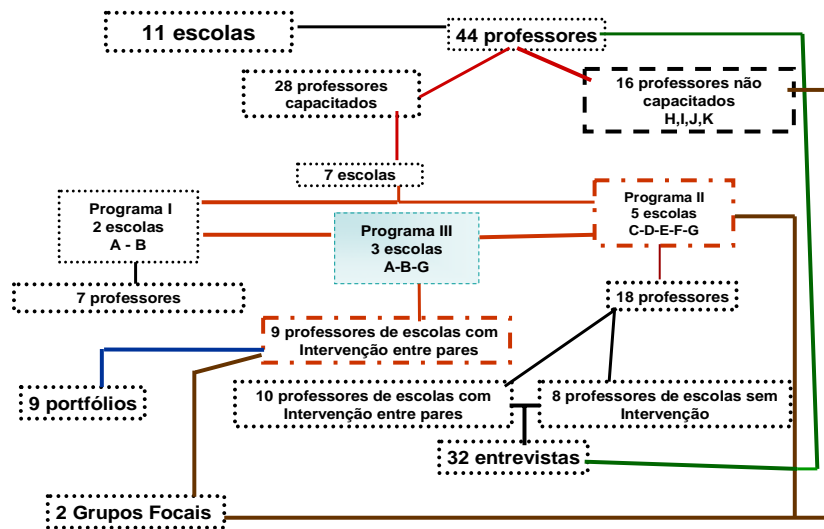 11 escolas
44 professores
28 professores
capacitados
16 professores não
capacitados
H,I,J,K
7 escolas
Programa I
2 escolas
A - B
Programa III
3 escolas
A-B-G
Programa II
5 escolas
C-D-E-F-G
7 professores
18 professores
9 professores de escolas com
Intervenção entre pares
9 portfólios
10 professores de escolas com
Intervenção entre pares
8 professores de escolas sem
Intervenção
32 entrevistas
2 Grupos Focais